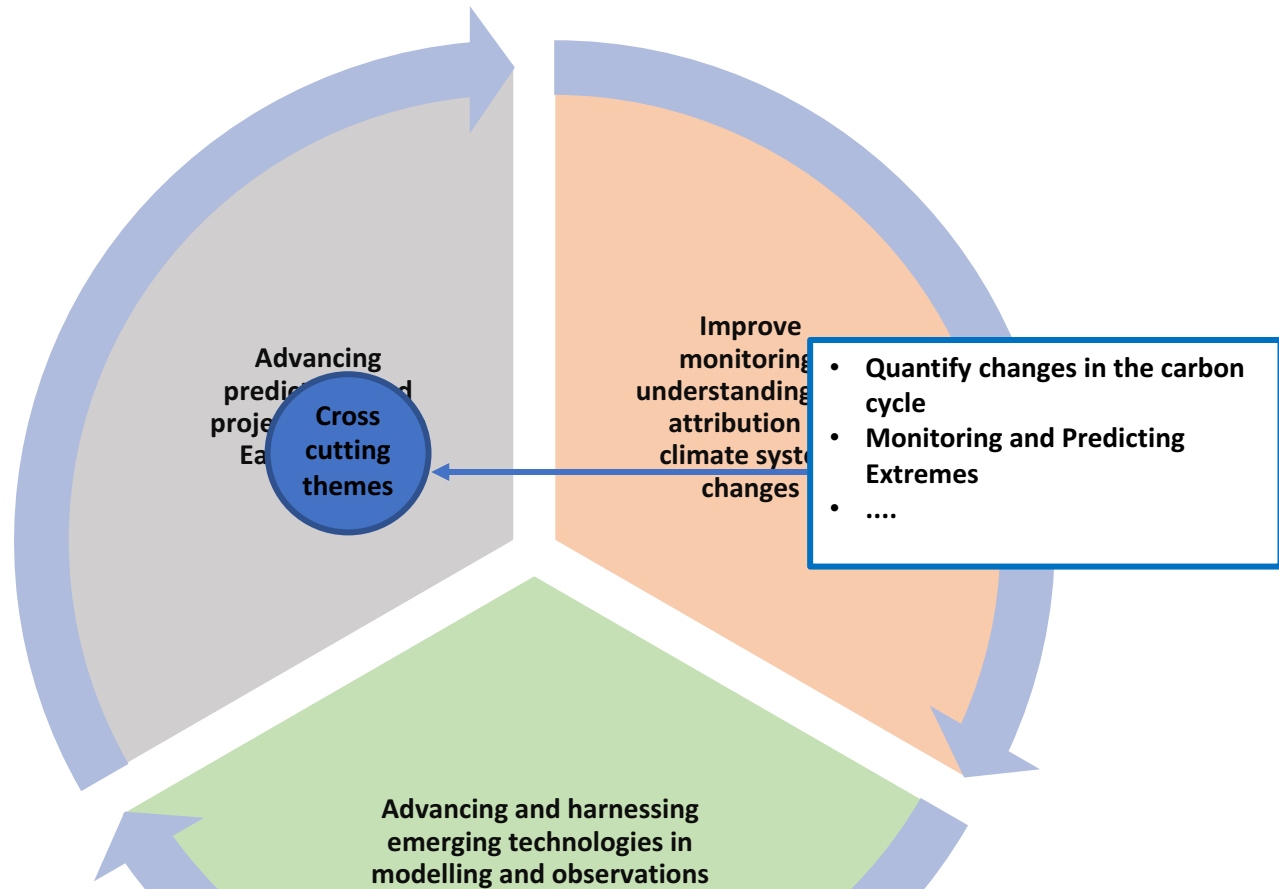 Advancing
proje
Ea
Cross
cutting
themes
Improve
monitoring
understanding
attribution
climate syste
changes
• Quantify changes in the carbon
cycle
• Monitoring and Predicting
Extremes
• ....
Advancing and harnessing
emerging technologies in
modelling and observations